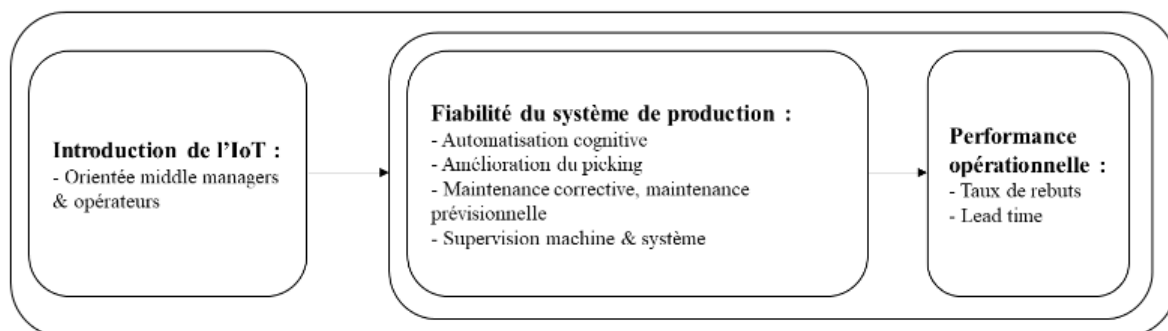 Introduction de l'IoT :
- Orientée middle managers
& opérateurs
Fiabilité du système de production :
- Automatisation cognitive
- Amélioration du picking
- Maintenance corrective, maintenance
prévisionnelle
- Supervision machine & système
Performance
opérationnelle :
- Taux de rebuts
- Lead time